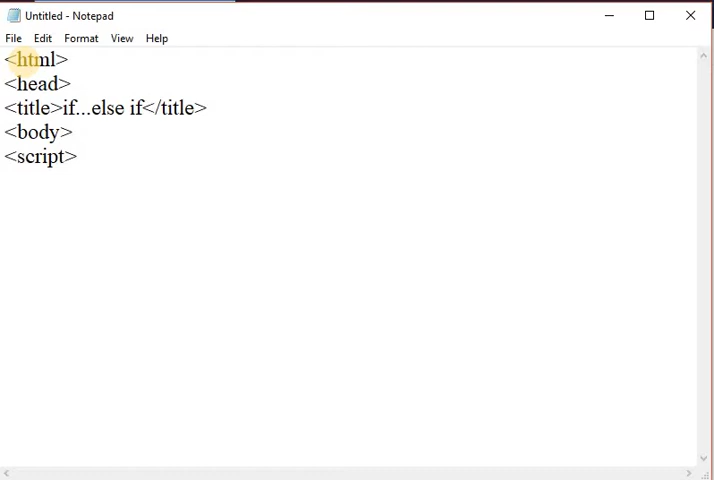 Untitled - Notepad
File Edit Format View Help
<html>
<head>
<title>if...else if</title>
<body>
<script>